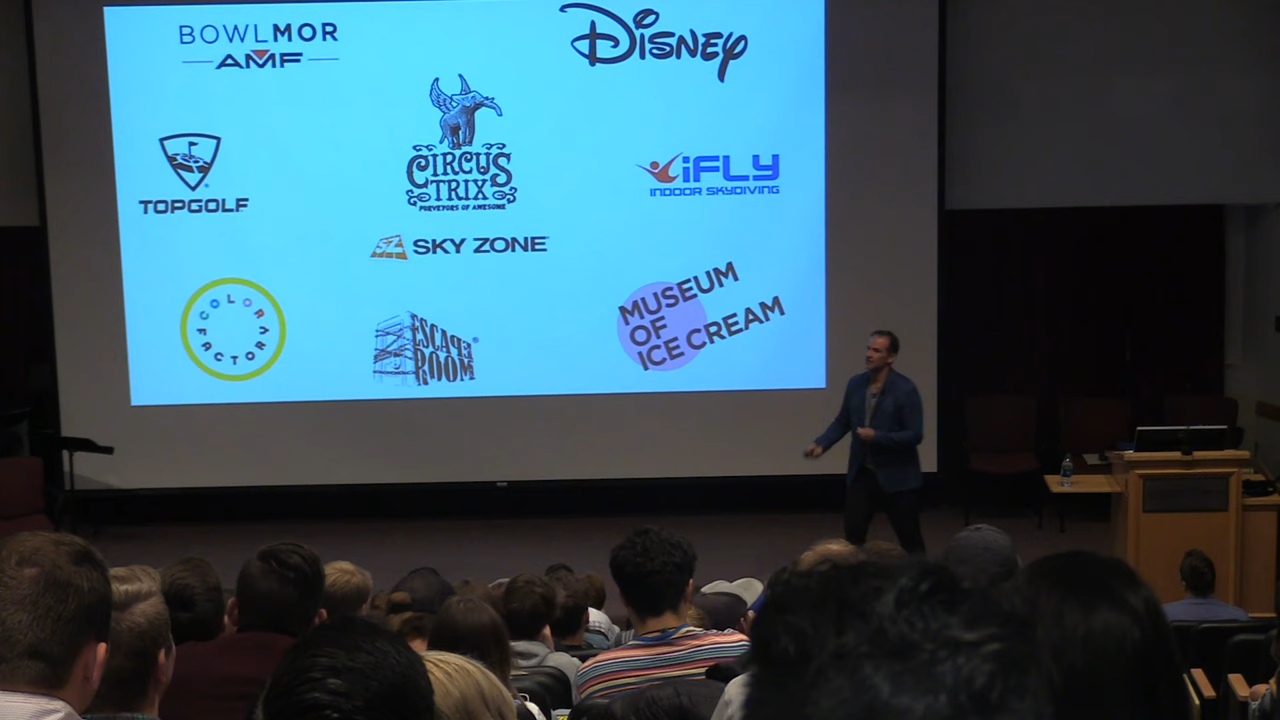 BOWLMOR
AMF
DISNEY
CIRCUS
TRIX
PURVEYORS OF AWESOME
TOPGOLF
iFLY
INDOOR SKYDIVING
SZ SKY ZONE
COLOR
FACTORY
ESCAPE
ROOM
MUSEUM
OF
ICE CREAM